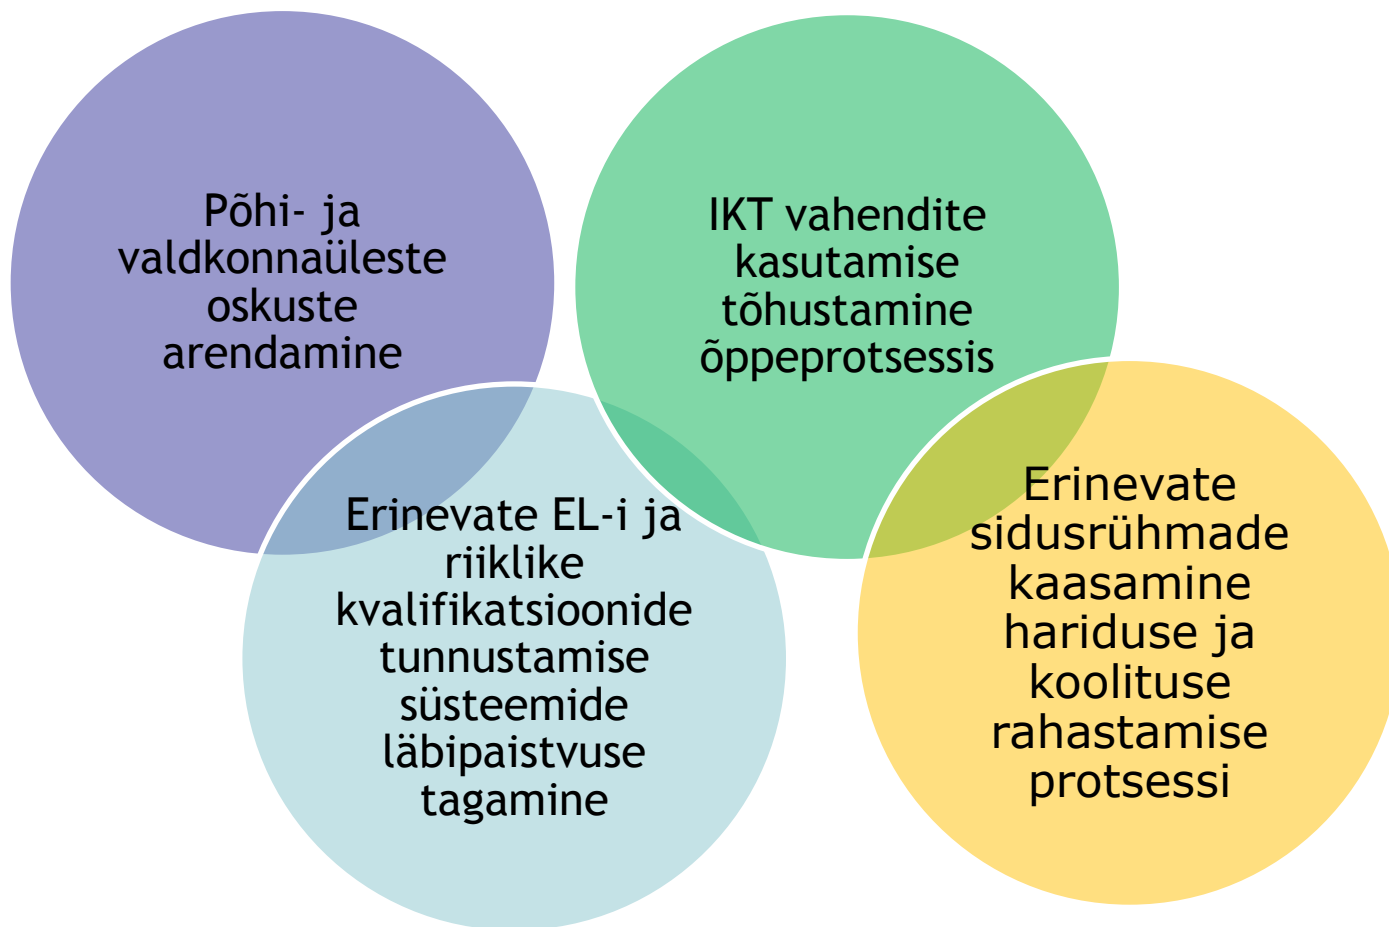 Põhi- ja
valdkonnaüleste
oskuste
arendamine
IKT vahendite
kasutamise
tõhustamine
õppeprotsessis
Erinevate EL-i ja
riiklike
kvalifikatsioonide
tunnustamise
süsteemide
läbipaistvuse
tagamine
Erinevate
sidusrühmade
kaasamine
hariduse ja
koolituse
rahastamise
protsessi